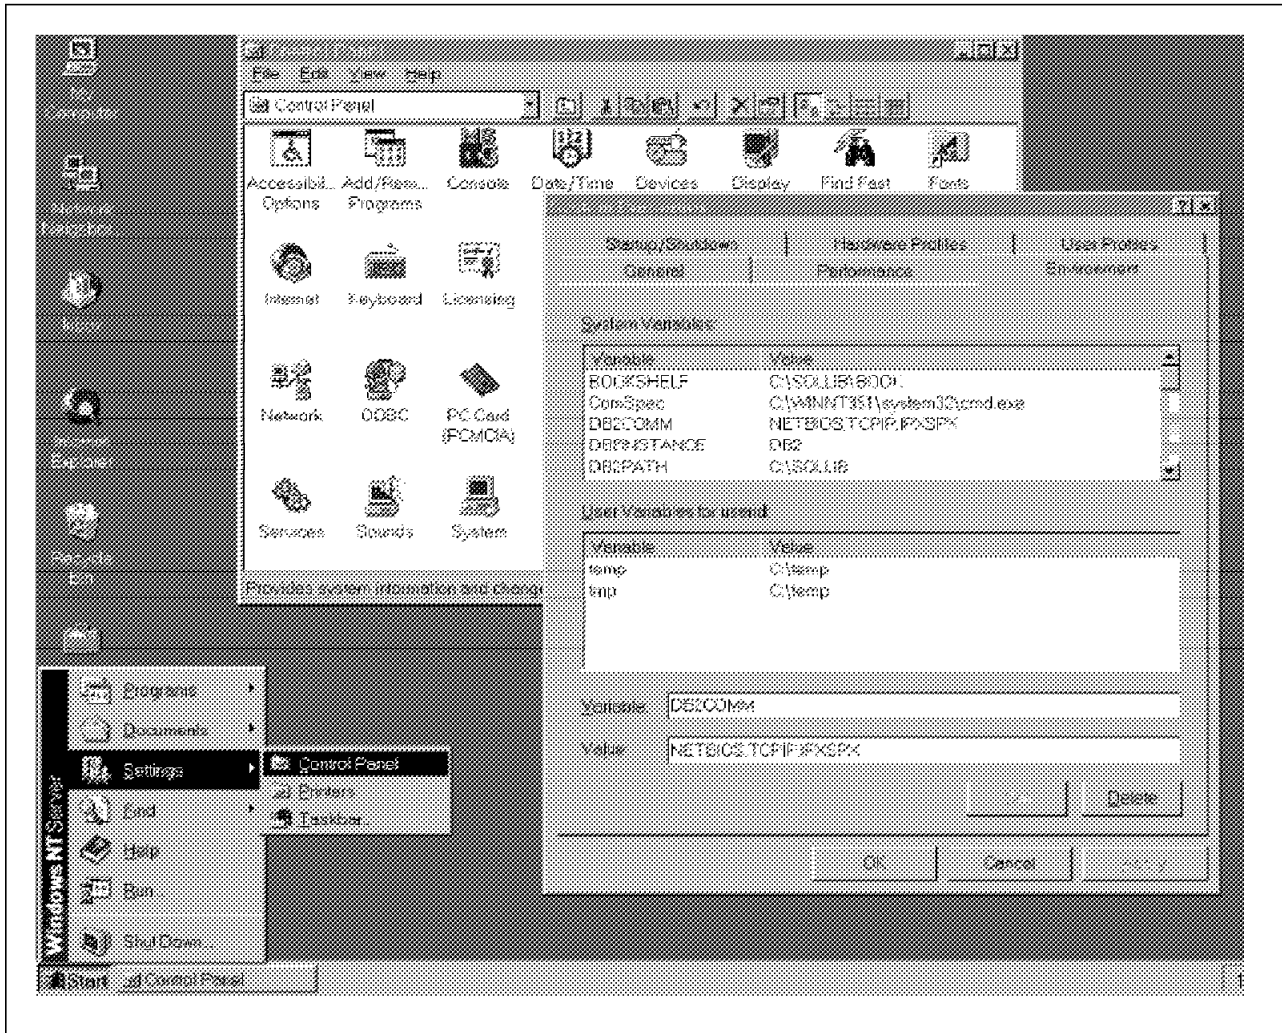 My
Computer
Network
Neighbor
Inbox
Internet
Explorer
Recycle
Bin
Control Panel
File Edit View Help
Control Panel
Accessibil... Options
Add/Rem... Programs
Console
Date/Time
Devices
Display
Find Fast
Fonts
Internet
Keyboard
Licensing
Network
ODBC
PC Card (PCMCIA)
Services
Sounds
System
Provides system information and change
? ×
Startup/Shutdown Hardware Profiles User Profiles
General Performance Environment
System Variables:
Variable Value
BOOKSHELF C:\SQLLIB\BOOK
ComSpec C:\WINNT351\system32\cmd.exe
DB2COMM NETBIOS,TCPIP,IPXSPX
DB2INSTANCE DB2
DB2PATH C:\SQLLIB
User Variables for userid
Variable Value
temp C:\temp
tmp C:\temp
Variable: DB2COMM
Value: NETBIOS,TCPIP,IPXSPX
Delete
OK Cancel
Windows NT Server
Programs
Documents
Settings
Find
Help
Run...
Shut Down...
Control Panel
Printers
Taskbar...
Start Control Panel